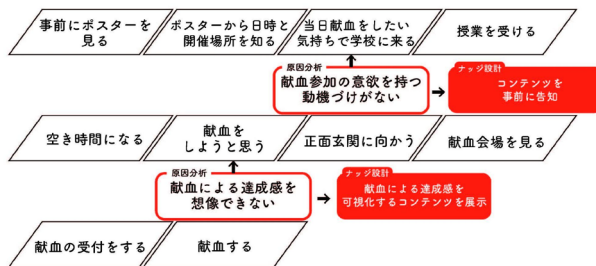 事前にポスターを
見る
ポスターから日時と
開催場所を知る
当日献血をしたい
気持ちで学校に来る
授業を受ける
原因分析
献血参加の意欲を持つ
動機づけがない
ナッジ設計
コンテンツを
事前に告知
空き時間になる
献血を
しようと思う
正面玄関に向かう
献血会場を見る
原因分析
献血による達成感を
想像できない
ナッジ設計
献血による達成感を
可視化するコンテンツを展示
献血の受付をする
献血する